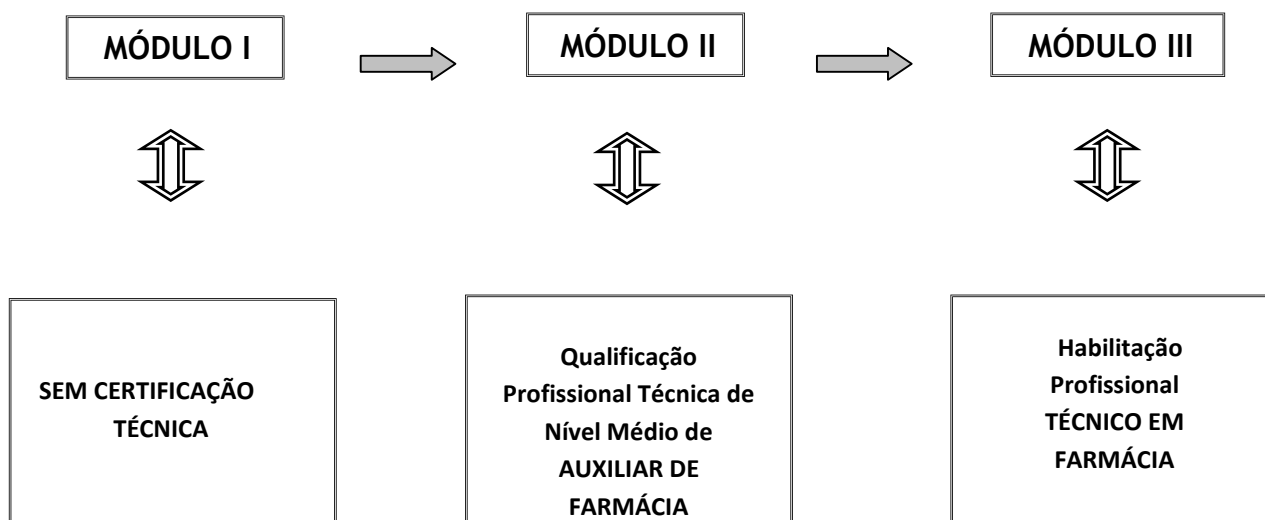 MÓDULO I
MÓDULO II
MÓDULO III
SEM CERTIFICAÇÃO
TÉCNICA
Qualificação
Profissional Técnica de
Nível Médio de
AUXILIAR DE
FARMÁCIA
Habilitação
Profissional
TÉCNICO EM
FARMÁCIA